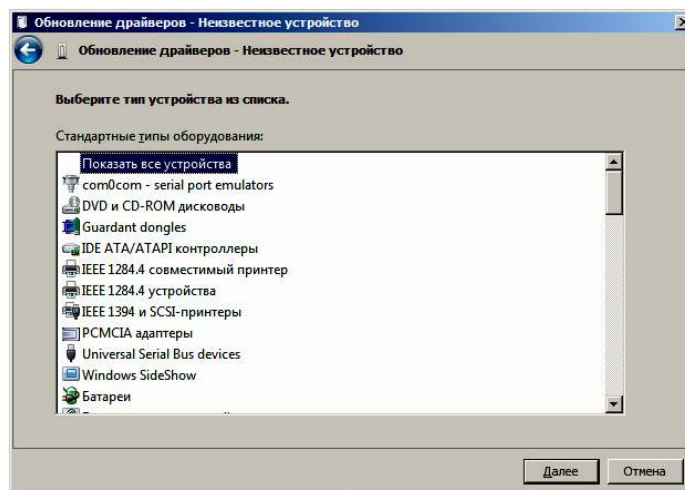 Обновление драйверов - Неизвестное устройство
Обновление драйверов - Неизвестное устройство
Выберите тип устройства из списка.
Стандартные типы оборудования:
Показать все устройства
com0com - serial port emulators
DVD и CD-ROM дисководы
Guardant dongles
IDE ATA/ATAPI контроллеры
IEEE 1284.4 совместимый принтер
IEEE 1284.4 устройства
IEEE 1394 и SCSI-принтеры
PCMCIA адаптеры
Universal Serial Bus devices
Windows SideShow
Батареи
Далее Отмена